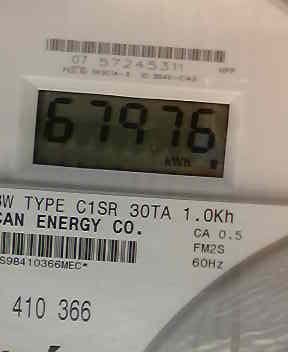 07 57245311
67976
kWh
W TYPE C1SR 30TA 1.0Kh
CAN ENERGY CO.
CA 0.5
FM2S
60Hz
S98410366MEC*
410 366